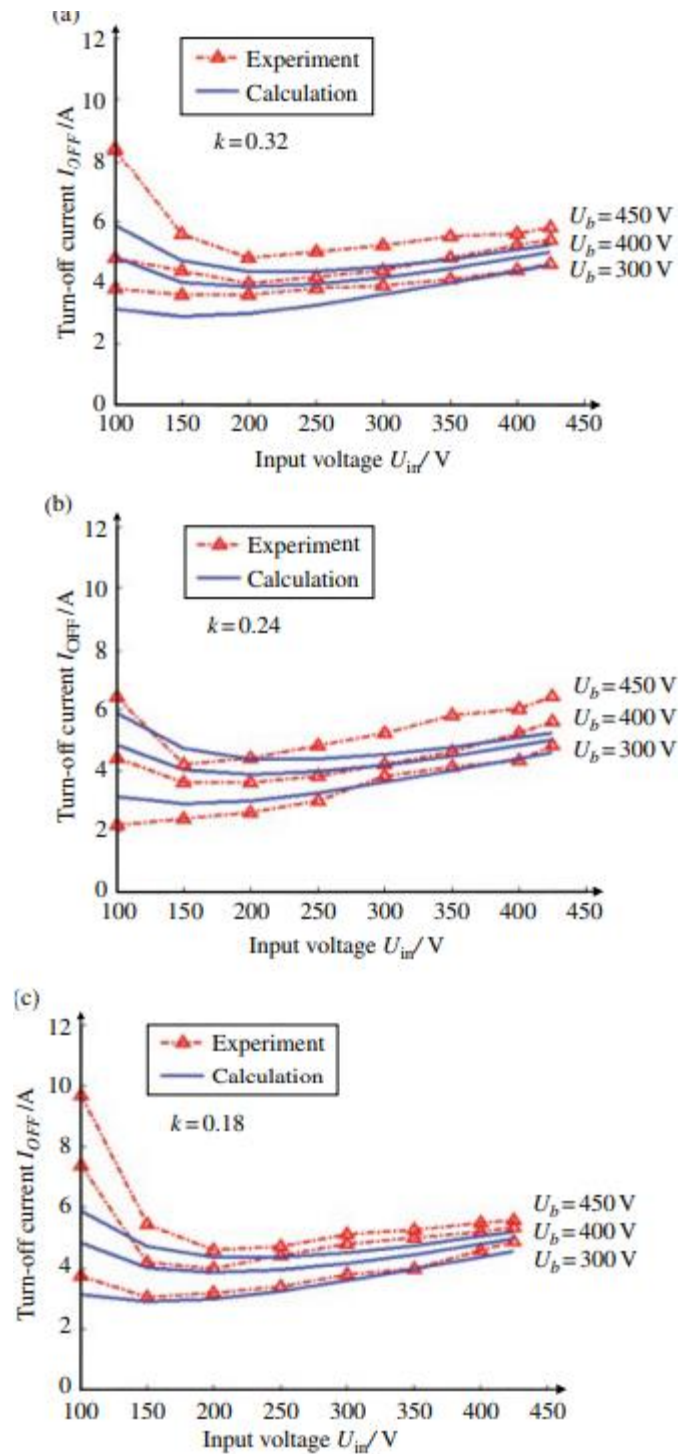 (a)
12
10
8
6
4
2
0
Turn-off current I_OFF /A
Experiment
Calculation
k=0.32
U_b=450 V
U_b=400 V
U_b=300 V
100 150 200 250 300 350 400 450
Input voltage U_in/ V
(b)
12
10
8
6
4
2
0
Turn-off current I_OFF /A
Experiment
Calculation
k=0.24
U_b=450 V
U_b=400 V
U_b=300 V
100 150 200 250 300 350 400 450
Input voltage U_in/ V
(c)
12
10
8
6
4
2
0
Turn-off current I_OFF /A
Experiment
Calculation
k=0.18
U_b=450 V
U_b=400 V
U_b=300 V
100 150 200 250 300 350 400 450
Input voltage U_in/ V